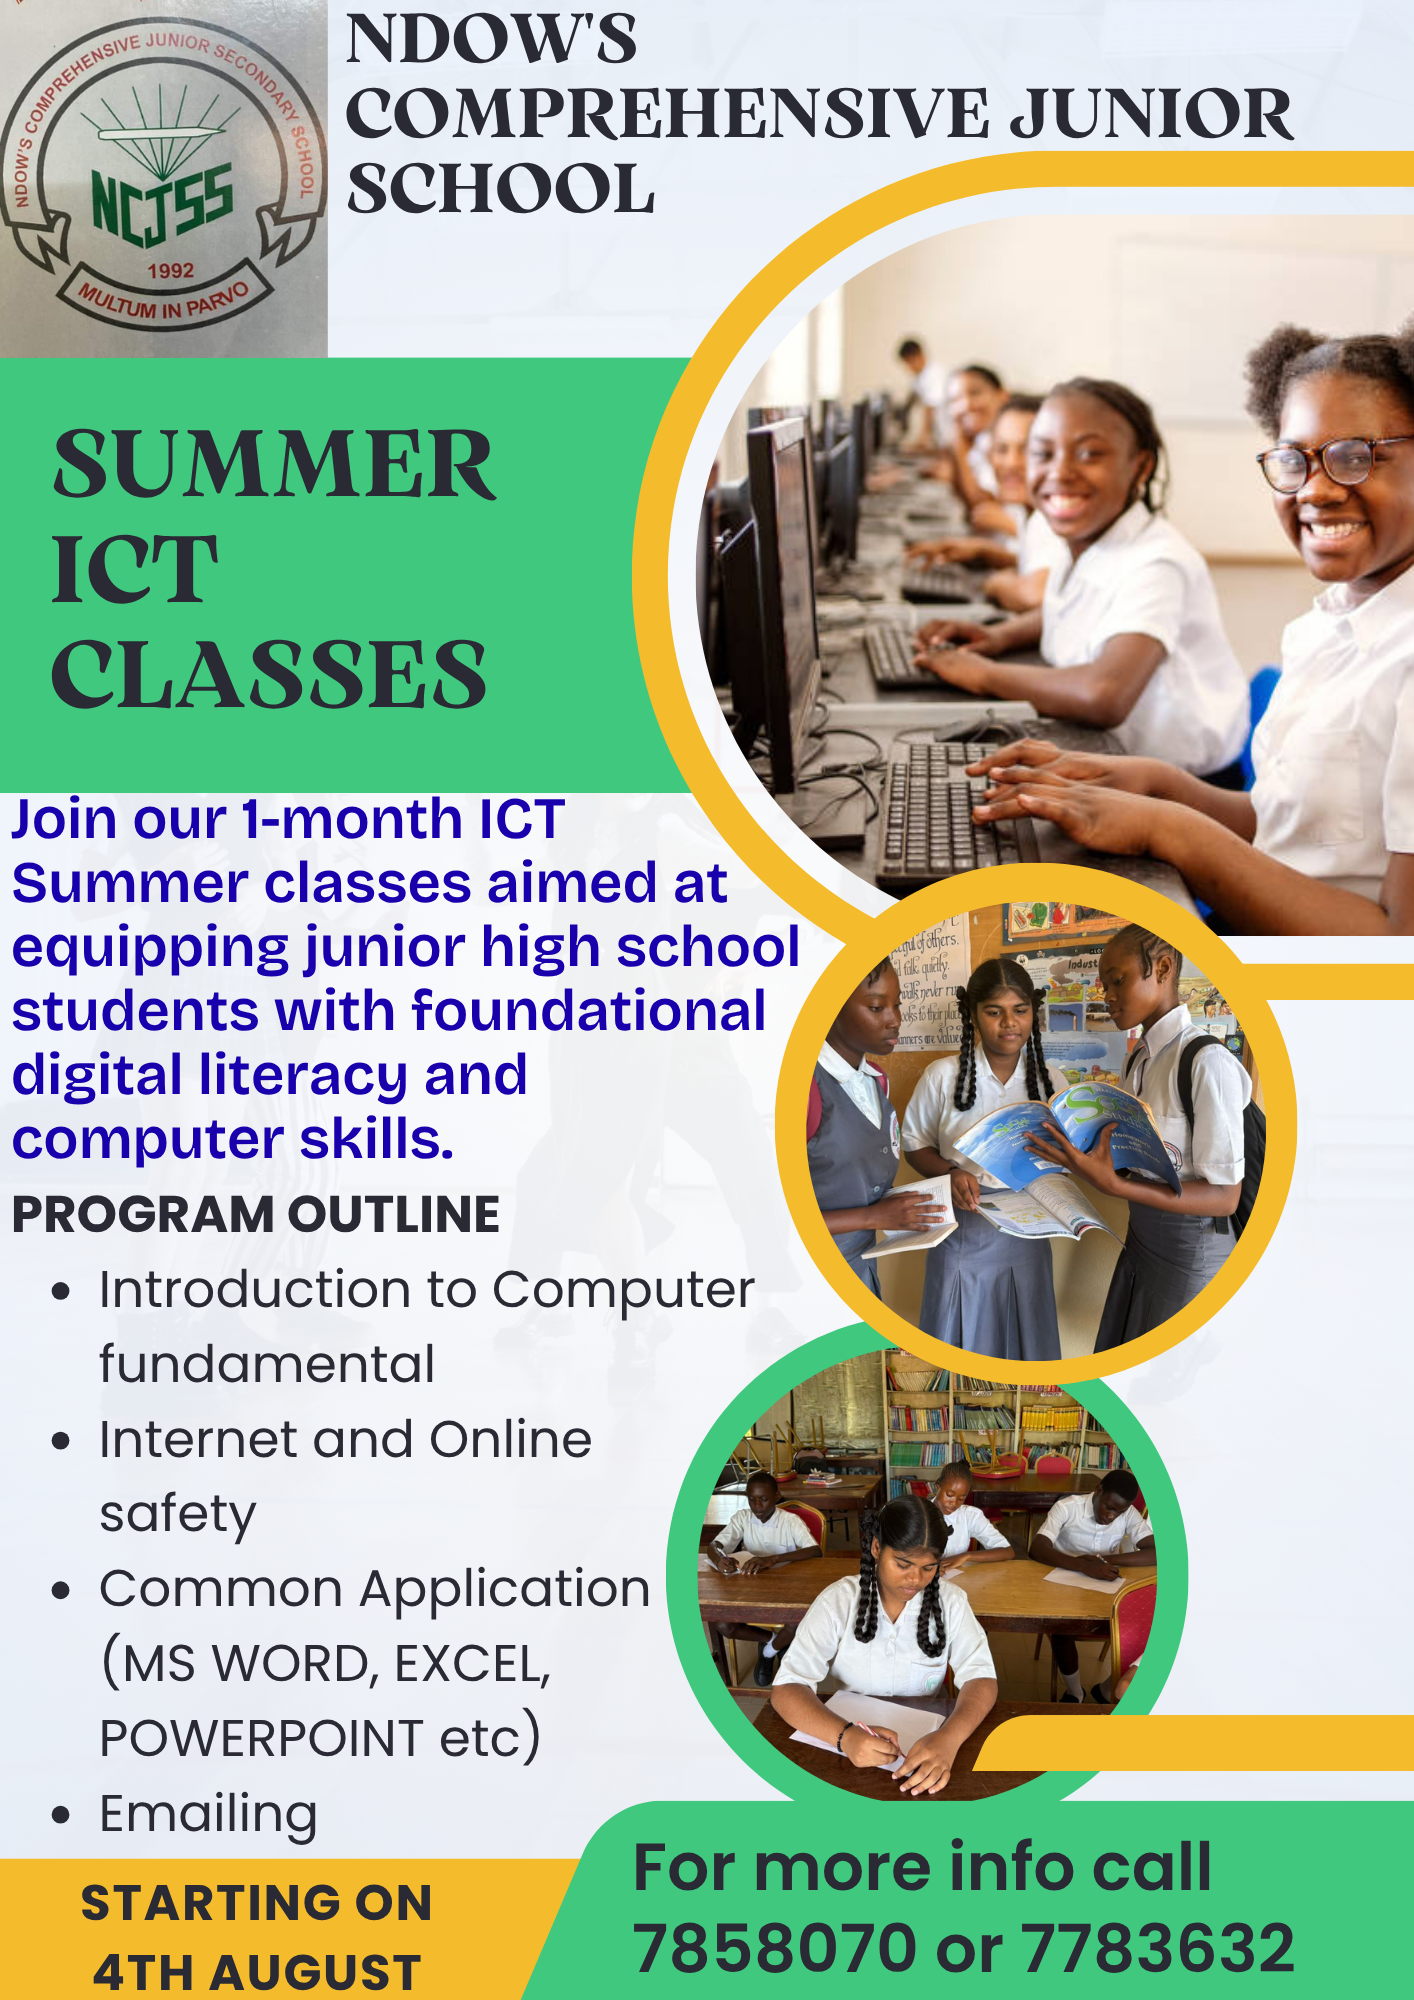 NDOW'S COMPREHENSIVE JUNIOR SECONDARY SCHOOL
NCJSS
1992
MULTUM IN PARVO
NDOW'S
COMPREHENSIVE JUNIOR
SCHOOL
SUMMER
ICT
CLASSES
Join our 1-month ICT
Summer classes aimed at
equipping junior high school
students with foundational
digital literacy and
computer skills.
PROGRAM OUTLINE
• Introduction to Computer
fundamental
• Internet and Online
safety
• Common Application
(MS WORD, EXCEL,
POWERPOINT etc)
• Emailing
STARTING ON
4TH AUGUST
For more info call
7858070 or 7783632